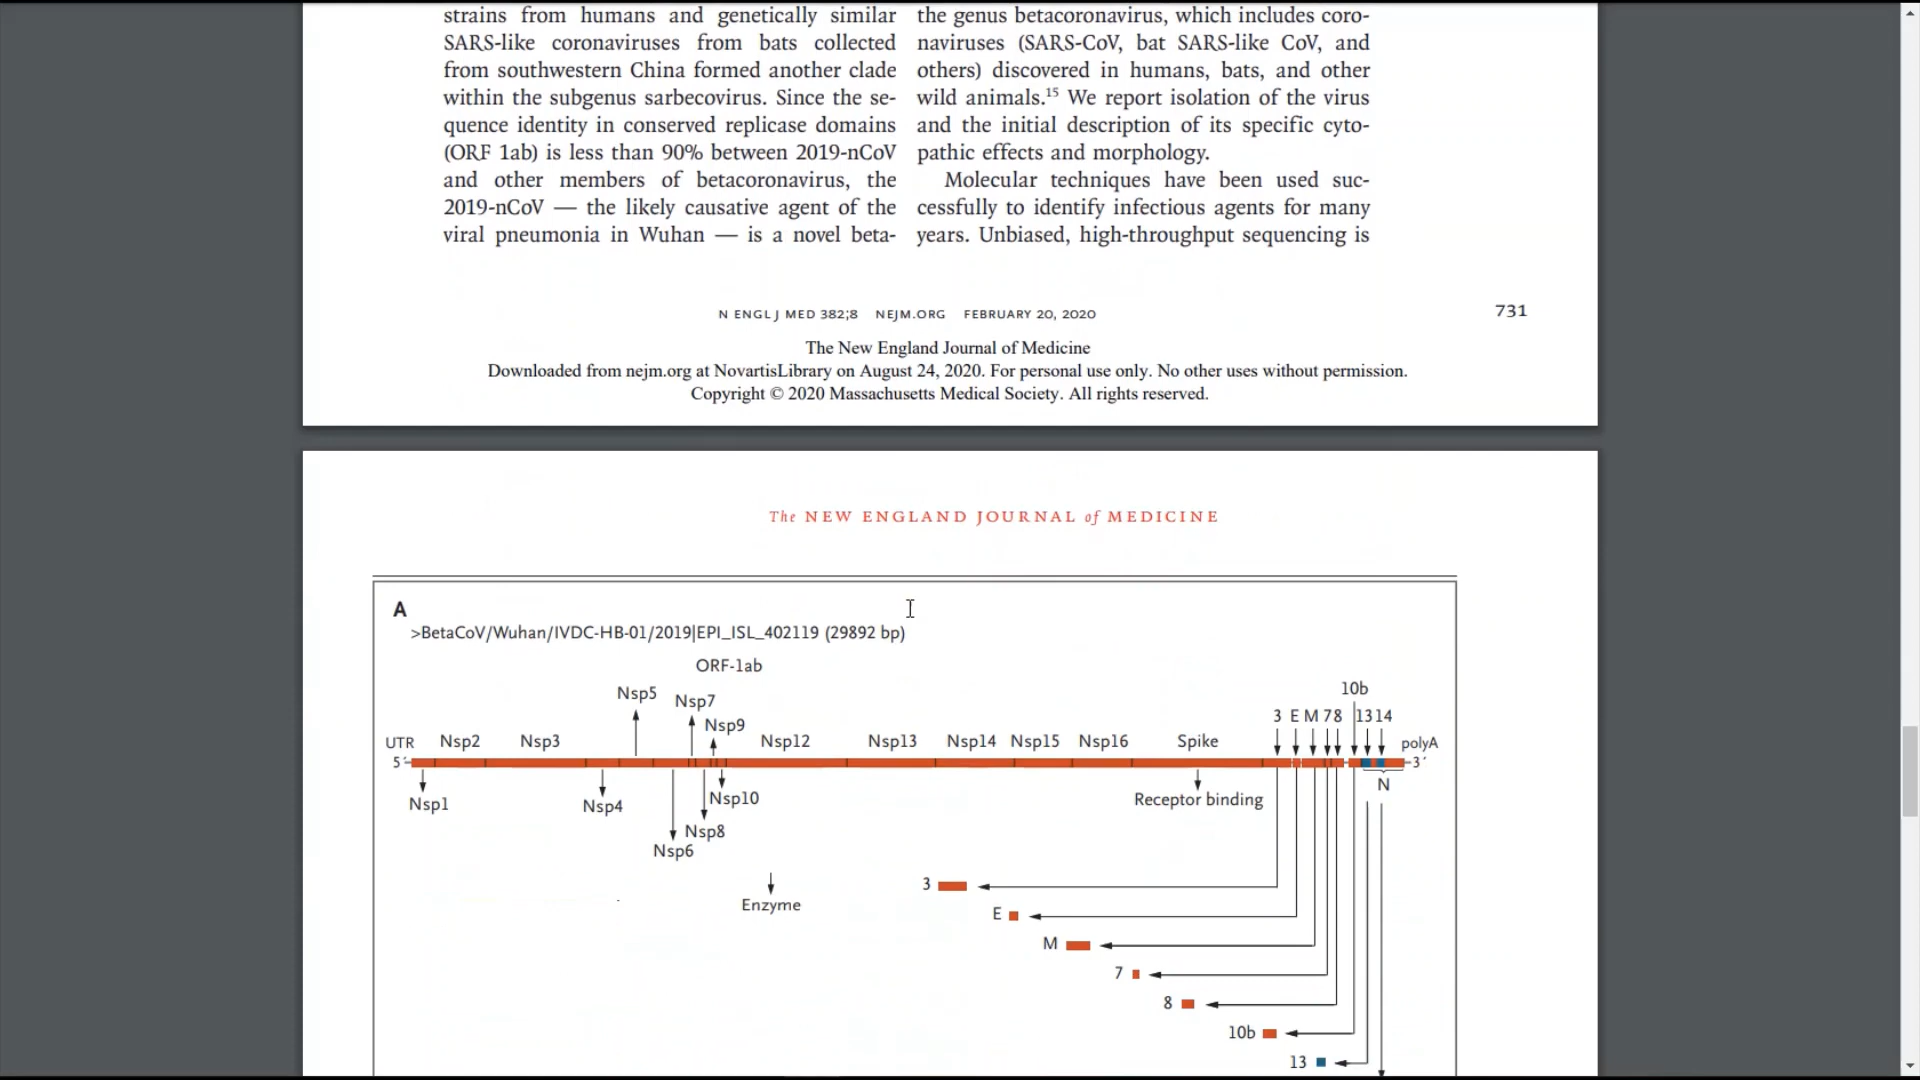 strains from humans and genetically similar
SARS-like coronaviruses from bats collected
from southwestern China formed another clade
within the subgenus sarbecovirus. Since the se-
quence identity in conserved replicase domains
(ORF 1ab) is less than 90% between 2019-nCoV
and other members of betacoronavirus, the
2019-nCoV — the likely causative agent of the
viral pneumonia in Wuhan — is a novel beta-
the genus betacoronavirus, which includes coro-
naviruses (SARS-CoV, bat SARS-like CoV, and
others) discovered in humans, bats, and other
wild animals.15 We report isolation of the virus
and the initial description of its specific cyto-
pathic effects and morphology.
Molecular techniques have been used suc-
cessfully to identify infectious agents for many
years. Unbiased, high-throughput sequencing is
N ENGL J MED 382;8 NEJM.ORG FEBRUARY 20, 2020
731
The New England Journal of Medicine
Downloaded from nejm.org at NovartisLibrary on August 24, 2020. For personal use only. No other uses without permission.
Copyright © 2020 Massachusetts Medical Society. All rights reserved.
The NEW ENGLAND JOURNAL of MEDICINE
A
>BetaCoV/Wuhan/IVDC-HB-01/2019|EPI_ISL_402119 (29892 bp)
ORF-1ab
Nsp5
Nsp7
10b
Nsp9
3 E M 7 8 13 14
UTR Nsp2 Nsp3 Nsp12 Nsp13 Nsp14 Nsp15 Nsp16 Spike polyA
5′ 3′
N
Nsp1 Nsp4 Nsp10 Receptor binding
Nsp8
Nsp6
3
Enzyme
E
M
7
8
10b
13